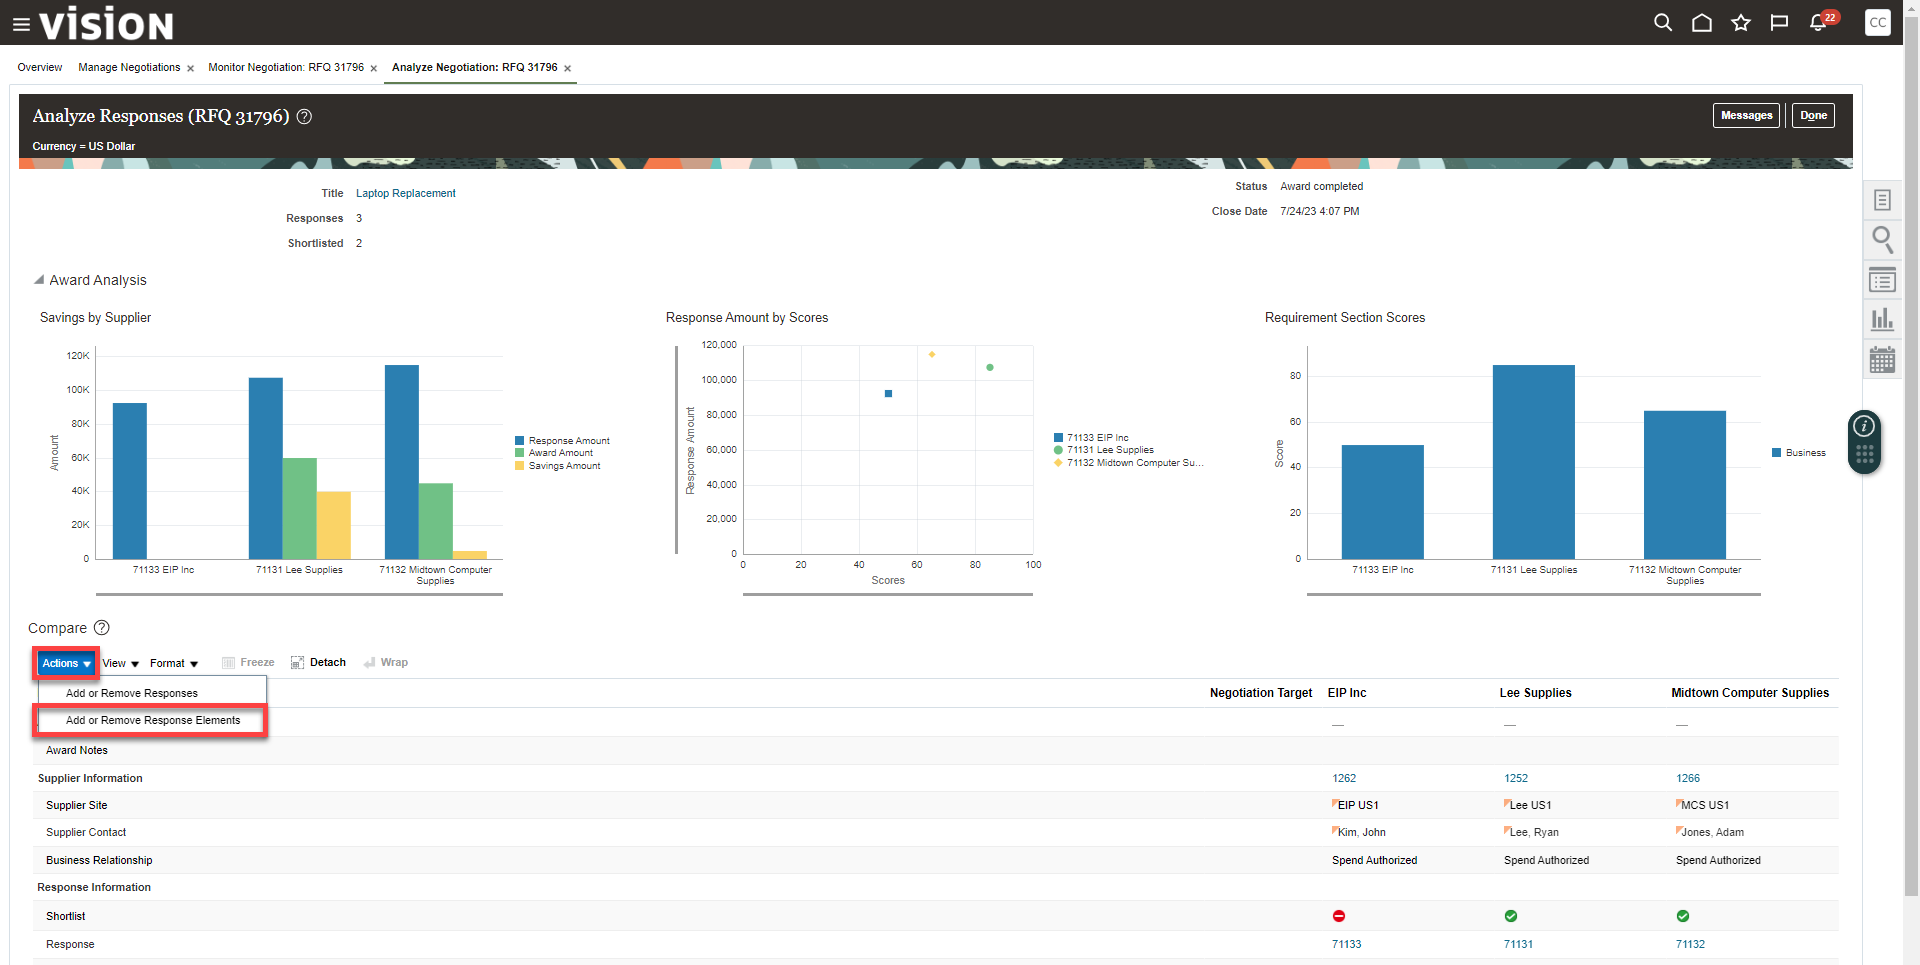 vision
22
CC
Overview
Manage Negotiations ×
Monitor Negotiation: RFQ 31796 ×
Analyze Negotiation: RFQ 31796 ×
Analyze Responses (RFQ 31796) ?
Messages
Done
Currency = US Dollar
Title Laptop Replacement
Responses 3
Shortlisted 2
Status Award completed
Close Date 7/24/23 4:07 PM
Award Analysis
Savings by Supplier
120K
100K
80K
60K
40K
20K
0
Amount
71133 EIP Inc
71131 Lee Supplies
71132 Midtown Computer
Supplies
Response Amount
Award Amount
Savings Amount
Response Amount by Scores
120,000
100,000
80,000
60,000
40,000
20,000
0
Response Amount
0 20 40 60 80 100
Scores
71133 EIP Inc
71131 Lee Supplies
71132 Midtown Computer Su...
Requirement Section Scores
80
60
40
20
0
Score
71133 EIP Inc
71131 Lee Supplies
71132 Midtown Computer
Supplies
Business
i
Compare ?
Actions View Format Freeze Detach Wrap
Add or Remove Responses
Add or Remove Response Elements
Negotiation Target EIP Inc Lee Supplies Midtown Computer Supplies
— — —
Award Notes
Supplier Information 1262 1252 1266
Supplier Site EIP US1 Lee US1 MCS US1
Supplier Contact Kim, John Lee, Ryan Jones, Adam
Business Relationship Spend Authorized Spend Authorized Spend Authorized
Response Information
Shortlist
Response 71133 71131 71132